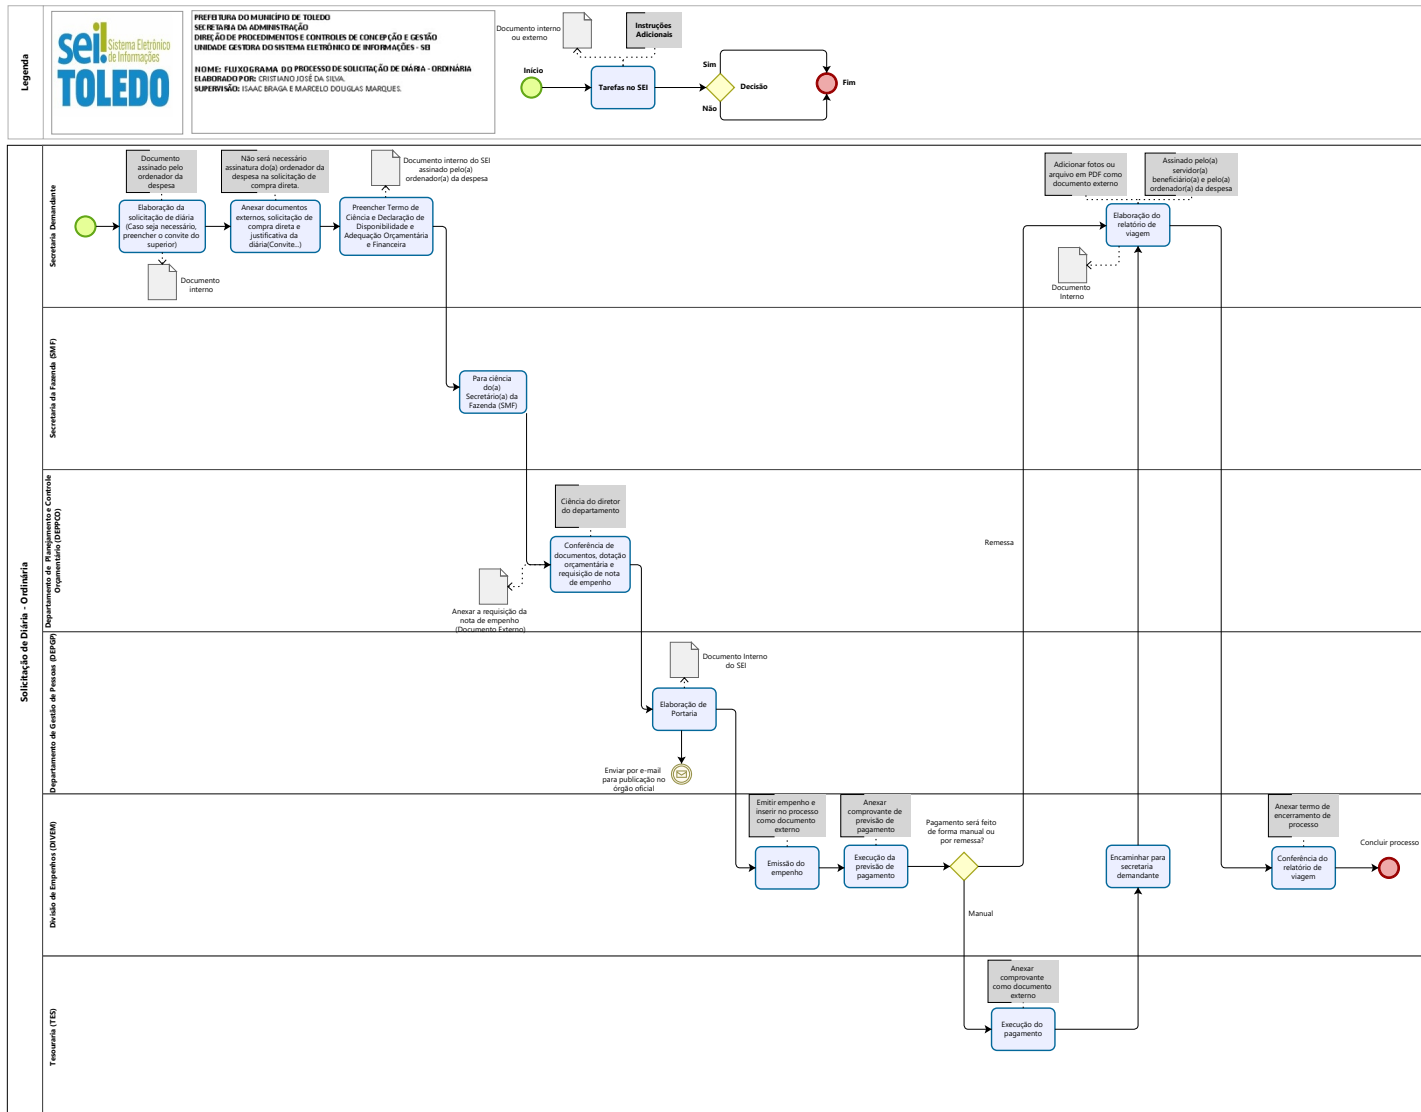 Legenda
sei!
Sistema Eletrônico
de Informações
TOLEDO
PREFEITURA DO MUNICÍPIO DE TOLEDO
SECRETARIA DA ADMINISTRAÇÃO
DIREÇÃO DE PROCEDIMENTOS E CONTROLES DE CONCEPÇÃO E GESTÃO
UNIDADE GESTORA DO SISTEMA ELETRÔNICO DE INFORMAÇÕES - SEI
NOME: FLUXOGRAMA DO PROCESSO DE SOLICITAÇÃO DE DIÁRIA - ORDINÁRIA
ELABORADO POR: CRISTIANO JOSÉ DA SILVA.
SUPERVISÃO: ISAAC BRAGA E MARCELO DOUGLAS MARQUES.
Documento interno
ou externo
Instruções
Adicionais
Início
Tarefas no SEI
Sim
Decisão
Não
Fim
Solicitação de Diária - Ordinária
Secretaria Demandante
Documento
assinado pelo
ordenador da
despesa
Elaboração da
solicitação de diária
(Caso seja necessário,
preencher o convite do
superior)
Documento
interno
Não será necessário
assinatura do(a) ordenador da
despesa na solicitação de
compra direta.
Anexar documentos
externos, solicitação de
compra direta e
justificativa da
diária(Convite...)
Documento interno do SEI
assinado pelo(a)
ordenador(a) da despesa
Preencher Termo de
Ciência e Declaração de
Disponibilidade e
Adequação Orçamentária
e Financeira
Adicionar fotos ou
arquivo em PDF como
documento externo
Assinado pelo(a)
servidor(a)
beneficiário(a) e pelo(a)
ordenador(a) da despesa
Elaboração do
relatório de
viagem
Documento
Interno
Secretaria da Fazenda (SMF)
Para ciência
do(a)
Secretário(a) da
Fazenda (SMF)
Departamento de Planejamento e Controle
Orçamentário (DEPPCO)
Ciência do diretor
do departamento
Conferência de
documentos, dotação
orçamentária e
requisição de nota
de empenho
Anexar a requisição da
nota de empenho
(Documento Externo)
Remessa
Departamento de Gestão de Pessoas (DEPGP)
Documento Interno
do SEI
Elaboração de
Portaria
Enviar por e-mail
para publicação no
órgão oficial
Divisão de Empenhos (DIVEM)
Emitir empenho e
inserir no processo
como documento
externo
Emissão do
empenho
Anexar
comprovante de
previsão de
pagamento
Execução da
previsão de
pagamento
Pagamento será feito
de forma manual ou
por remessa?
Manual
Encaminhar para
secretaria
demandante
Anexar termo de
encerramento de
processo
Conferência do
relatório de
viagem
Concluir processo
Tesouraria (TES)
Anexar
comprovante
como documento
externo
Execução do
pagamento